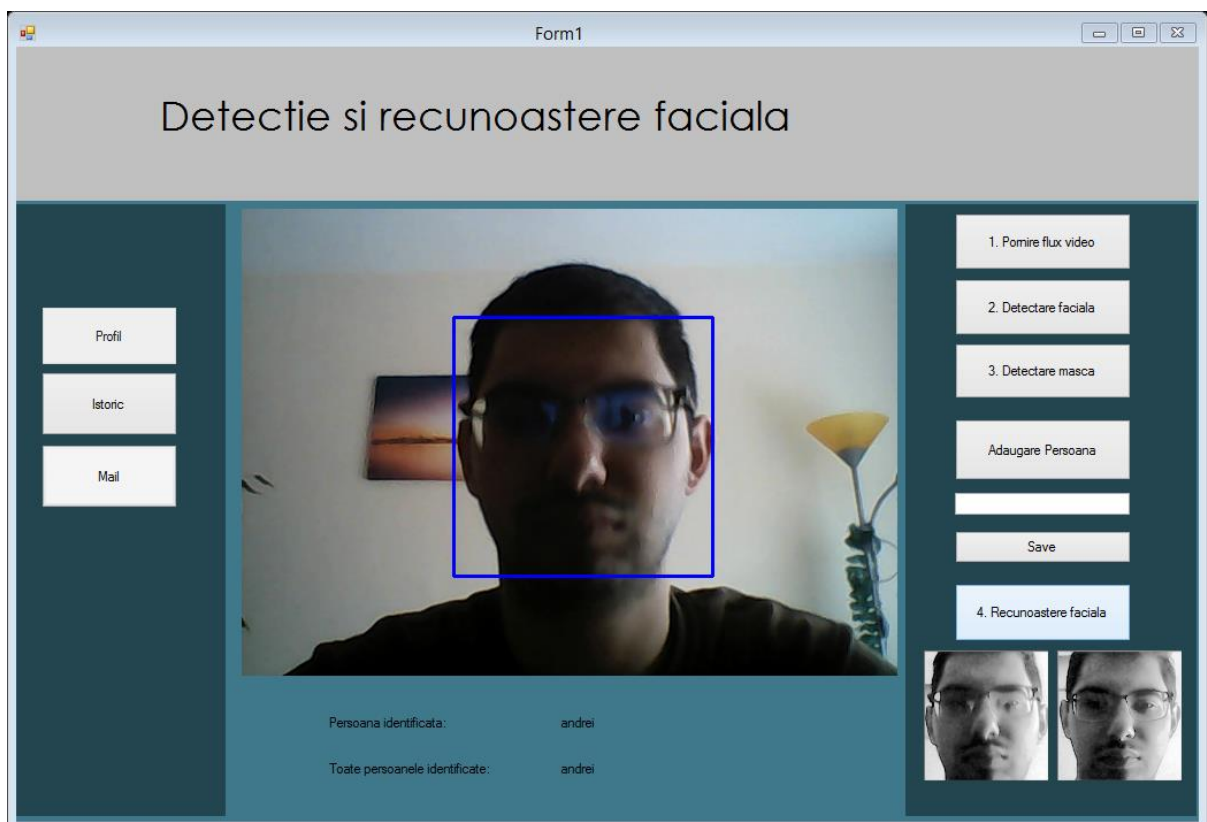 Form1
Detectie si recunoastere faciala
Profil
Istoric
Mail
1. Pornire flux video
2. Detectare faciala
3. Detectare masca
Adaugare Persoana
Save
4. Recunoastere faciala
Persoana identificata: andrei
Toate persoanele identificate: andrei